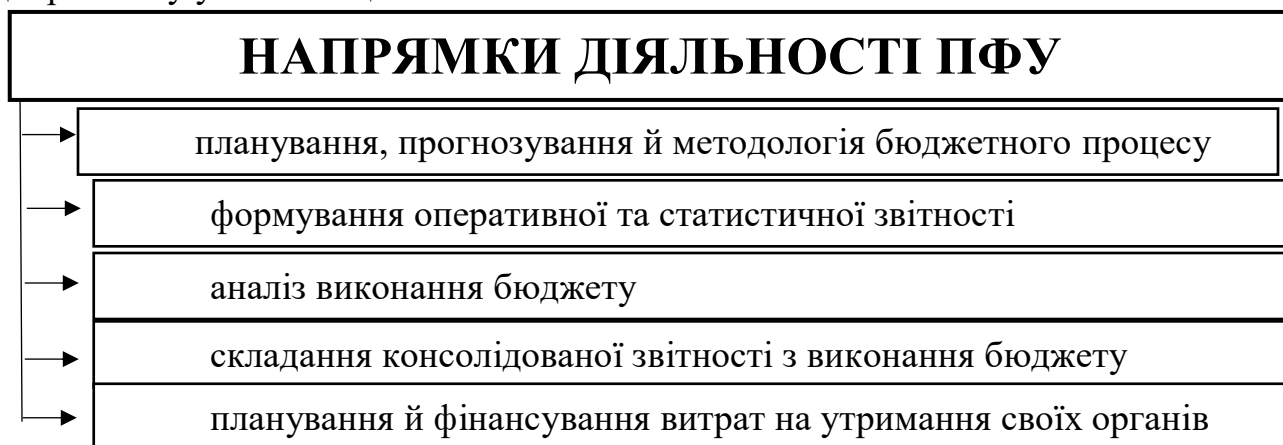 НАПРЯМКИ ДІЯЛЬНОСТІ ПФУ
планування, прогнозування й методологія бюджетного процесу
формування оперативної та статистичної звітності
аналіз виконання бюджету
складання консолідованої звітності з виконання бюджету
планування й фінансування витрат на утримання своїх органів